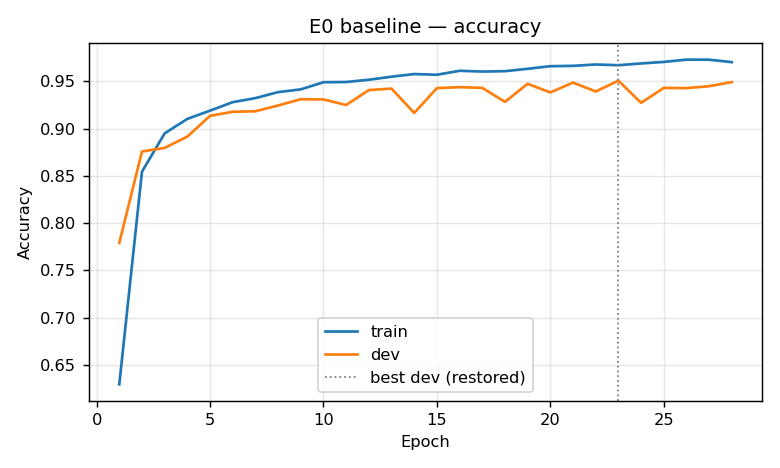 E0 baseline — accuracy
Accuracy
0.95
0.90
0.85
0.80
0.75
0.70
0.65
train
dev
best dev (restored)
0
5
10
15
20
25
Epoch